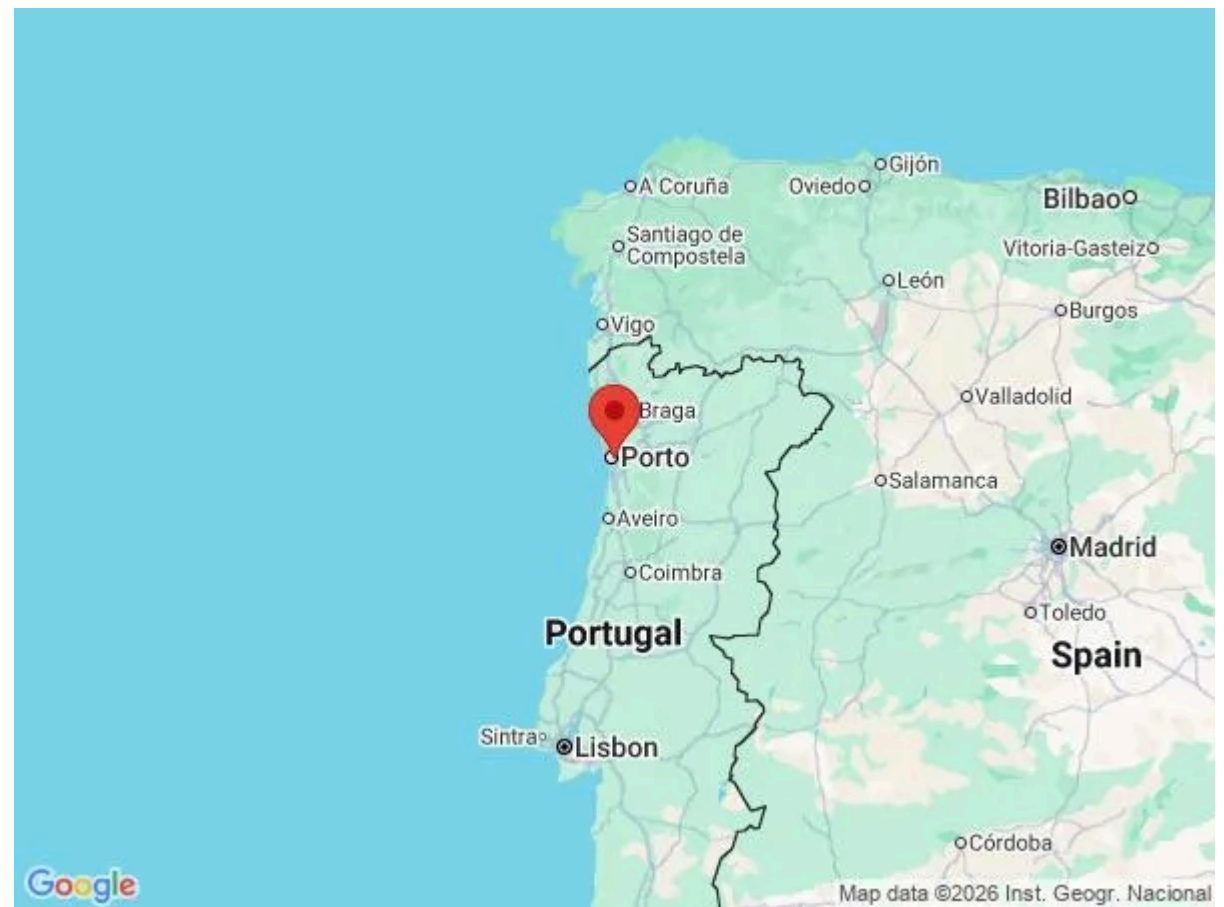 Gijón
A Coruña
Oviedo
Bilbao
Santiago de
Compostela
Vitoria-Gasteiz
León
Burgos
Vigo
Valladolid
Braga
Porto
Salamanca
Aveiro
Madrid
Coimbra
Toledo
Portugal
Spain
Sintra
Lisbon
Córdoba
Google
Map data ©2026 Inst. Geogr. Nacional